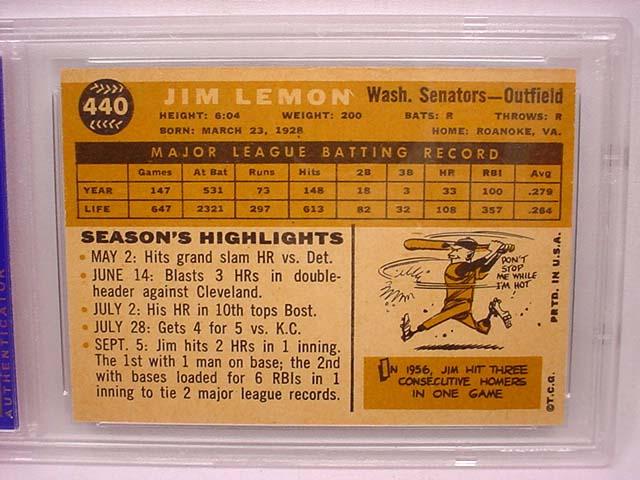 440
JIM LEMON Wash. Senators—Outfield
HEIGHT: 6:04 WEIGHT: 200 BATS: R THROWS: R
BORN: MARCH 23, 1928 HOME: ROANOKE, VA.
MAJOR LEAGUE BATTING RECORD
Games At Bat Runs Hits 2B 3B HR RBI Avg
YEAR 147 531 73 148 18 3 33 100 .279
LIFE 647 2321 297 613 82 32 108 357 .264
SEASON'S HIGHLIGHTS
• MAY 2: Hits grand slam HR vs. Det.
• JUNE 14: Blasts 3 HRs in double-
header against Cleveland.
• JULY 2: His HR in 10th tops Bost.
• JULY 28: Gets 4 for 5 vs. K.C.
• SEPT. 5: Jim hits 2 HRs in 1 inning.
The 1st with 1 man on base; the 2nd
with bases loaded for 6 RBIs in 1
inning to tie 2 major league records.
DON'T
STOP
ME WHILE
I'M HOT
IN 1956, JIM HIT THREE
CONSECUTIVE HOMERS
IN ONE GAME
©T.C.G. PRTD. IN U.S.A.
AUTHENTICATOR